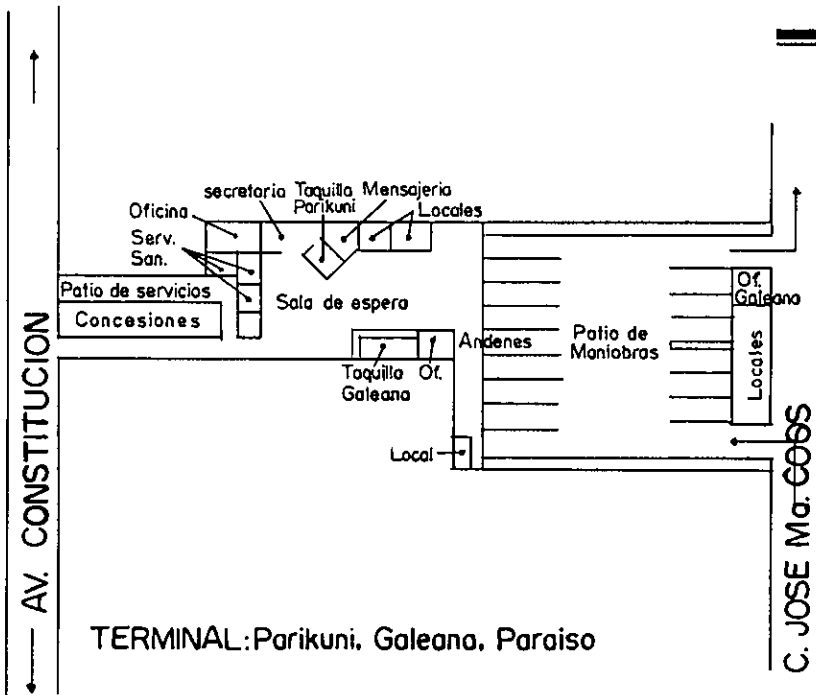 secretaria
Taquilla
Parikuni
Mensajeria
Locales
Oficina
Serv.
San.
Patio de servicios
Concesiones
Sala de espera
Andenes
Patio de
Maniobras
Of.
Galeana
Locales
Taquilla
Galeana
Of.
Local
AV. CONSTITUCION
C. JOSE Ma. COOS
TERMINAL: Parikuni, Galeana, Paraiso